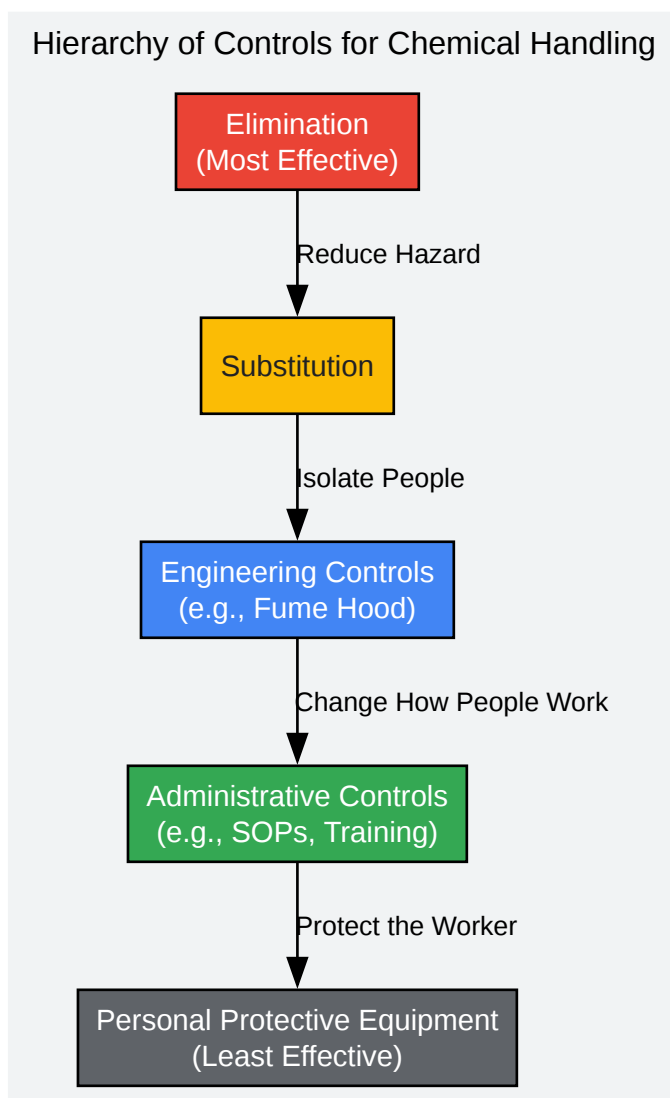 Hierarchy of Controls for Chemical Handling
Elimination
(Most Effective)
Reduce Hazard
Substitution
Isolate People
Engineering Controls
(e.g., Fume Hood)
Change How People Work
Administrative Controls
(e.g., SOPs, Training)
Protect the Worker
Personal Protective Equipment
(Least Effective)